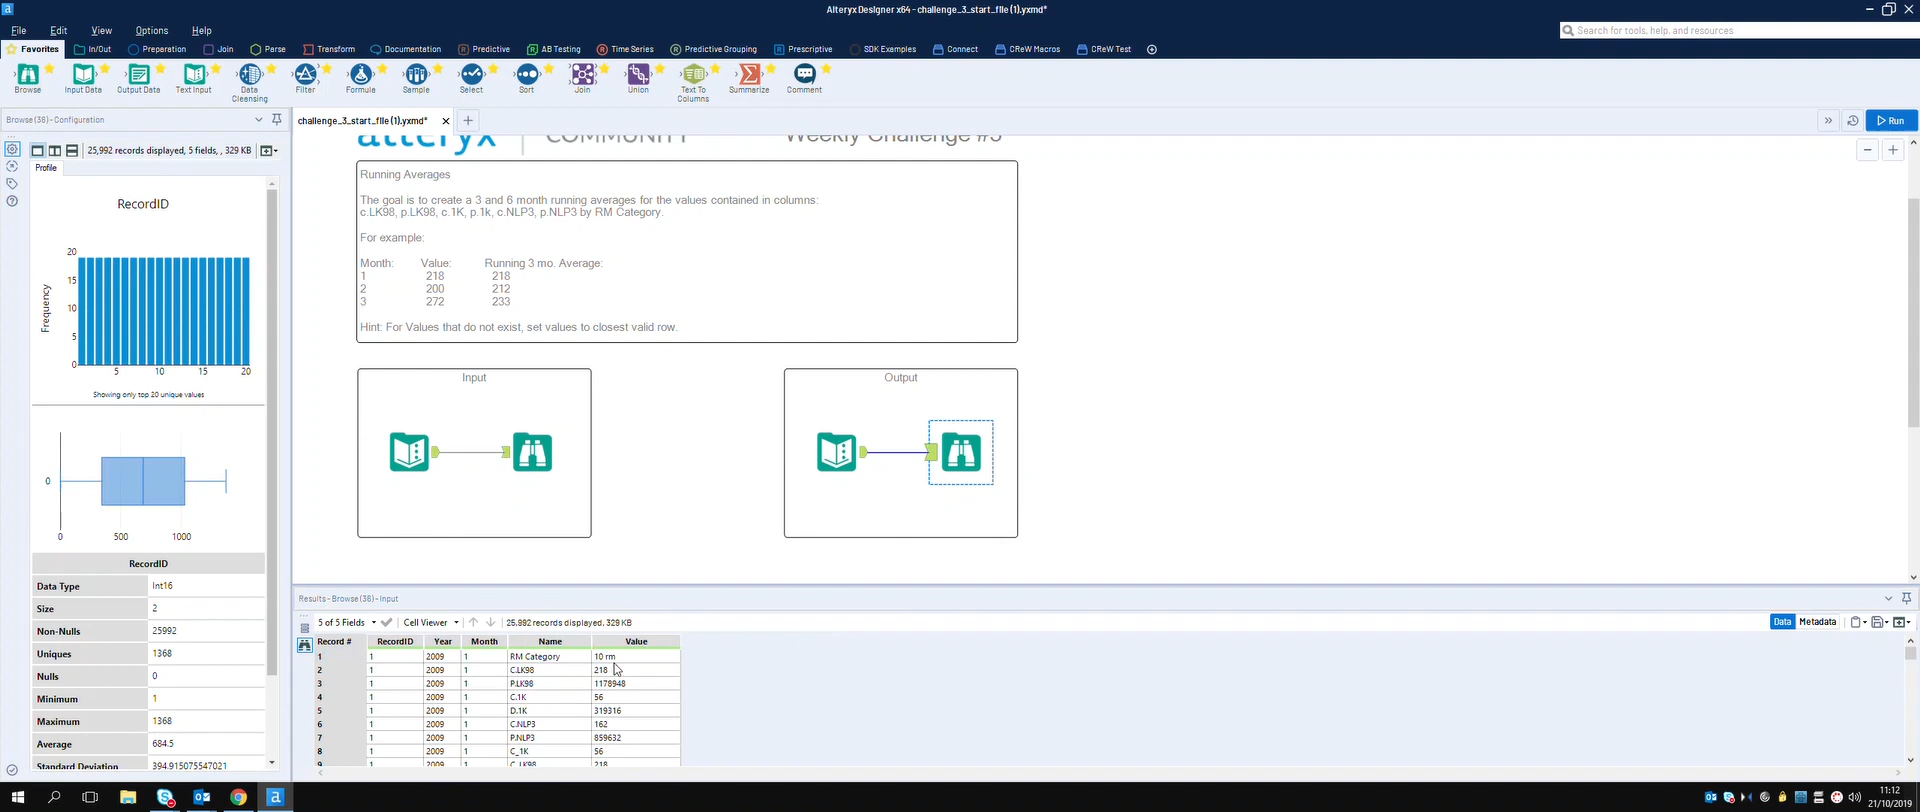 Alteryx Designer x64 - challenge_3_start_file (1).yxmd*
File Edit View Options Help
Search for tools, help, and resources
Favorites In/Out Preparation Join Parse Transform Documentation Predictive AB Testing Time Series Predictive Grouping Prescriptive SDK Examples Connect CReW Macros CReW Test
Browse Input Data Output Data Text Input Data Cleansing Filter Formula Sample Select Sort Join Union Text To Columns Summarize Comment
Browse (36) - Configuration
challenge_3_start_file (1).yxmd*
Run
25,992 records displayed, 5 fields, , 329 KB
Profile
alteryx COMMUNITY Weekly Challenge #3
RecordID
Frequency
20
15
10
5
0
5 10 15 20
Showing only top 20 unique values
0
0 500 1000
RecordID
Data Type Int16
Size 2
Non-Nulls 25992
Uniques 1368
Nulls 0
Minimum 1
Maximum 1368
Average 684.5
Standard Deviation 394.915075547021
Running Averages
The goal is to create a 3 and 6 month running averages for the values contained in columns:
c.LK98, p.LK98, c.1K, p.1k, c.NLP3, p.NLP3 by RM Category.
For example:
Month: Value: Running 3 mo. Average:
1 218 218
2 200 212
3 272 233
Hint: For Values that do not exist, set values to closest valid row.
Input
Output
Results - Browse (36) - Input
5 of 5 Fields Cell Viewer 25,992 records displayed, 329 KB
Data Metadata
Record # RecordID Year Month Name Value
1 1 2009 1 RM Category 10 rm
2 1 2009 1 C.LK98 218
3 1 2009 1 P.LK98 1178948
4 1 2009 1 C.1K 56
5 1 2009 1 D.1K 319316
6 1 2009 1 C.NLP3 162
7 1 2009 1 P.NLP3 859632
8 1 2009 1 C_1K 56
9 1 2009 1 C_LK98 218
11:12
21/10/2019